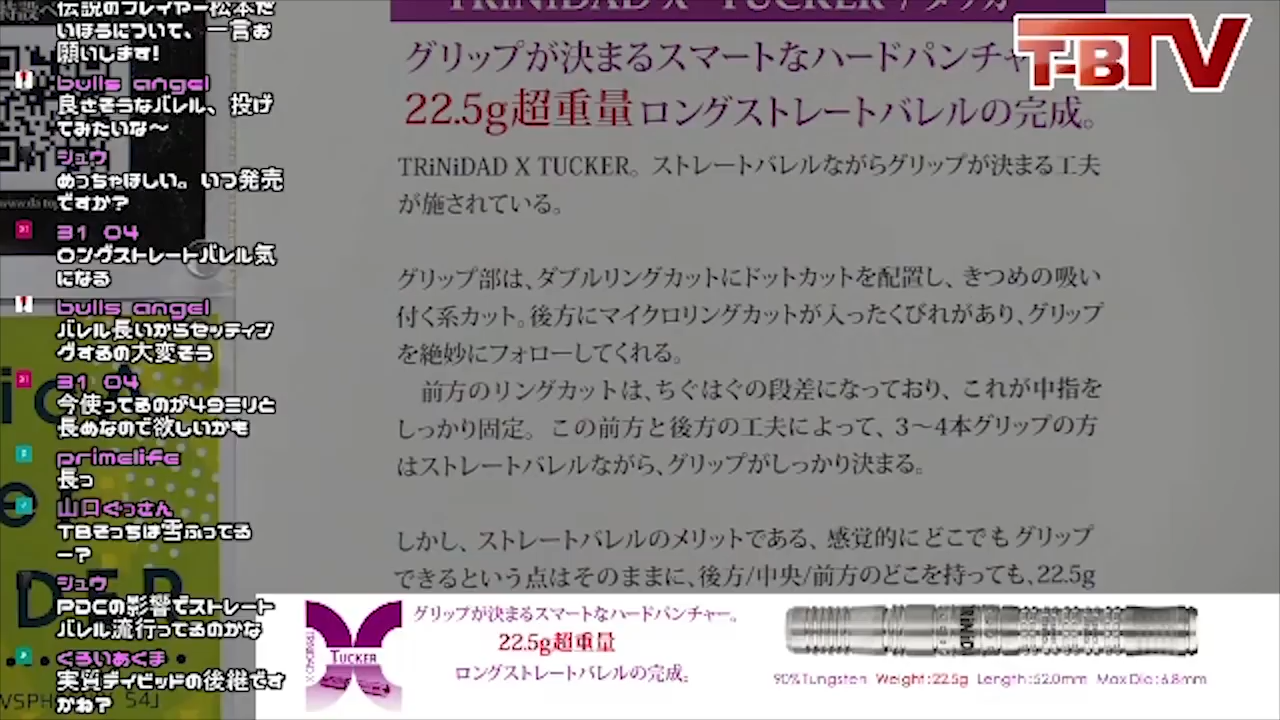 伝説のプレイヤー松本だ
いほうについて、一言お
願いします!
bulls angel
良さそうなバレル、投げ
てみたいな~
シュウ
めっちゃほしい。いつ発売
ですか?
31 04
ロングストレートバレル気
になる
bulls angel
バレル長いからセッティン
グするの大変そう
31 04
今使ってるのが49ミリと
長めなので欲しいかも
primelife
長っ
山口ぐっさん
TBそっちは雪ふってる
ー?
シュウ
PDCの影響でストレート
バレル流行ってるのかな
くろいあくま
実質デイビッドの後継です
かね?
TRiNiDAD X TUCKER / タッカー
グリップが決まるスマートなハードパンチャ
22.5g超重量ロングストレートバレルの完成。
TRiNiDAD X TUCKER。ストレートバレルながらグリップが決まる工夫
が施されている。
グリップ部は、ダブルリングカットにドットカットを配置し、きつめの吸い
付く系カット。後方にマイクロリングカットが入ったくびれがあり、グリップ
を絶妙にフォローしてくれる。
前方のリングカットは、ちぐはぐの段差になっており、これが中指を
しっかり固定。この前方と後方の工夫によって、3〜4本グリップの方
はストレートバレルながら、グリップがしっかり決まる。
しかし、ストレートバレルのメリットである、感覚的にどこでもグリップ
できるという点はそのままに、後方/中央/前方のどこを持っても、22.5g
T-BTV
TUCKER
グリップが決まるスマートなハードパンチャー。
22.5g超重量
ロングストレートバレルの完成。
90%Tungsten Weight:22.5g Length:52.0mm Max Dia:6.8mm